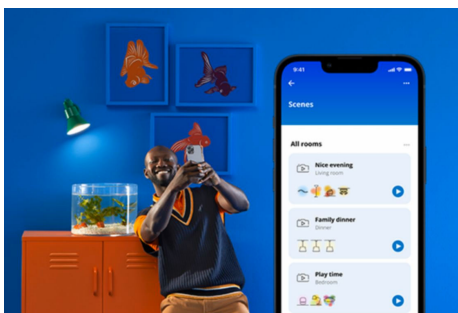 9:41
Scenes
All rooms
Nice evening
Living room
Family dinner
Dinner
Play time
Bedroom